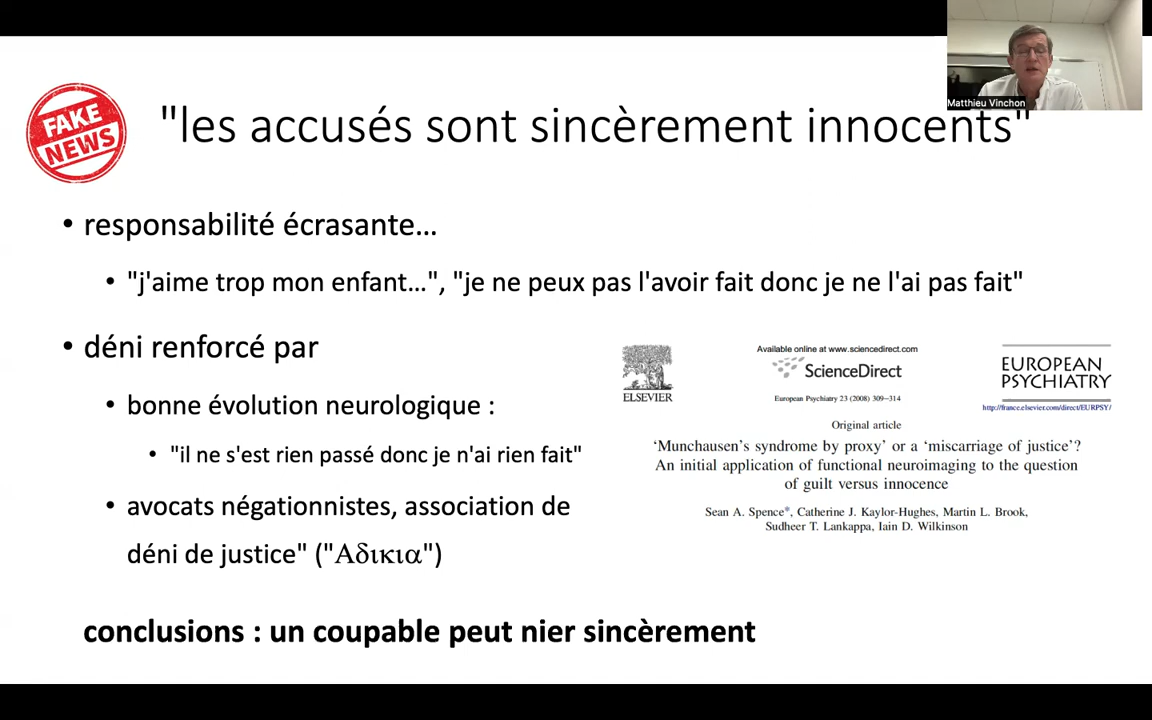 Matthieu Vinchon
FAKE
NEWS
"les accusés sont sincèrement innocents"
• responsabilité écrasante…
• "j'aime trop mon enfant…", "je ne peux pas l'avoir fait donc je ne l'ai pas fait"
• déni renforcé par
• bonne évolution neurologique :
• "il ne s'est rien passé donc je n'ai rien fait"
• avocats négationnistes, association de
déni de justice" ("Αδικια")
ELSEVIER
Available online at www.sciencedirect.com
ScienceDirect
European Psychiatry 23 (2008) 309–314
EUROPEAN
PSYCHIATRY
http://france.elsevier.com/direct/EURPSY/
Original article
‘Munchausen's syndrome by proxy’ or a ‘miscarriage of justice’?
An initial application of functional neuroimaging to the question
of guilt versus innocence
Sean A. Spence*, Catherine J. Kaylor-Hughes, Martin L. Brook,
Sudheer T. Lankappa, Iain D. Wilkinson
conclusions : un coupable peut nier sincèrement